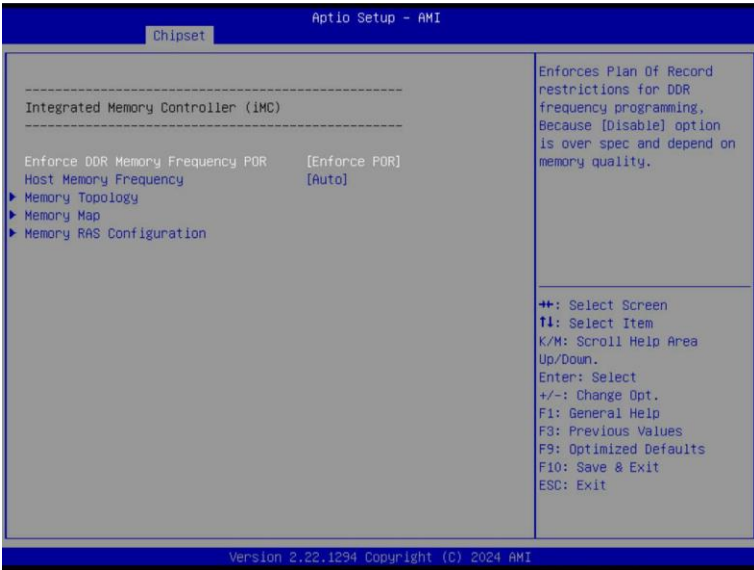 Aptio Setup – AMI
Chipset
Integrated Memory Controller (iMC)
Enforce DDR Memory Frequency POR [Enforce POR]
Host Memory Frequency [Auto]
Memory Topology
Memory Map
Memory RAS Configuration
Enforces Plan Of Record
restrictions for DDR
frequency programming,
Because [Disable] option
is over spec and depend on
memory quality.
→←: Select Screen
↑↓: Select Item
K/M: Scroll Help Area
Up/Down.
Enter: Select
+/-: Change Opt.
F1: General Help
F3: Previous Values
F9: Optimized Defaults
F10: Save & Exit
ESC: Exit
Version 2.22.1294 Copyright (C) 2024 AMI